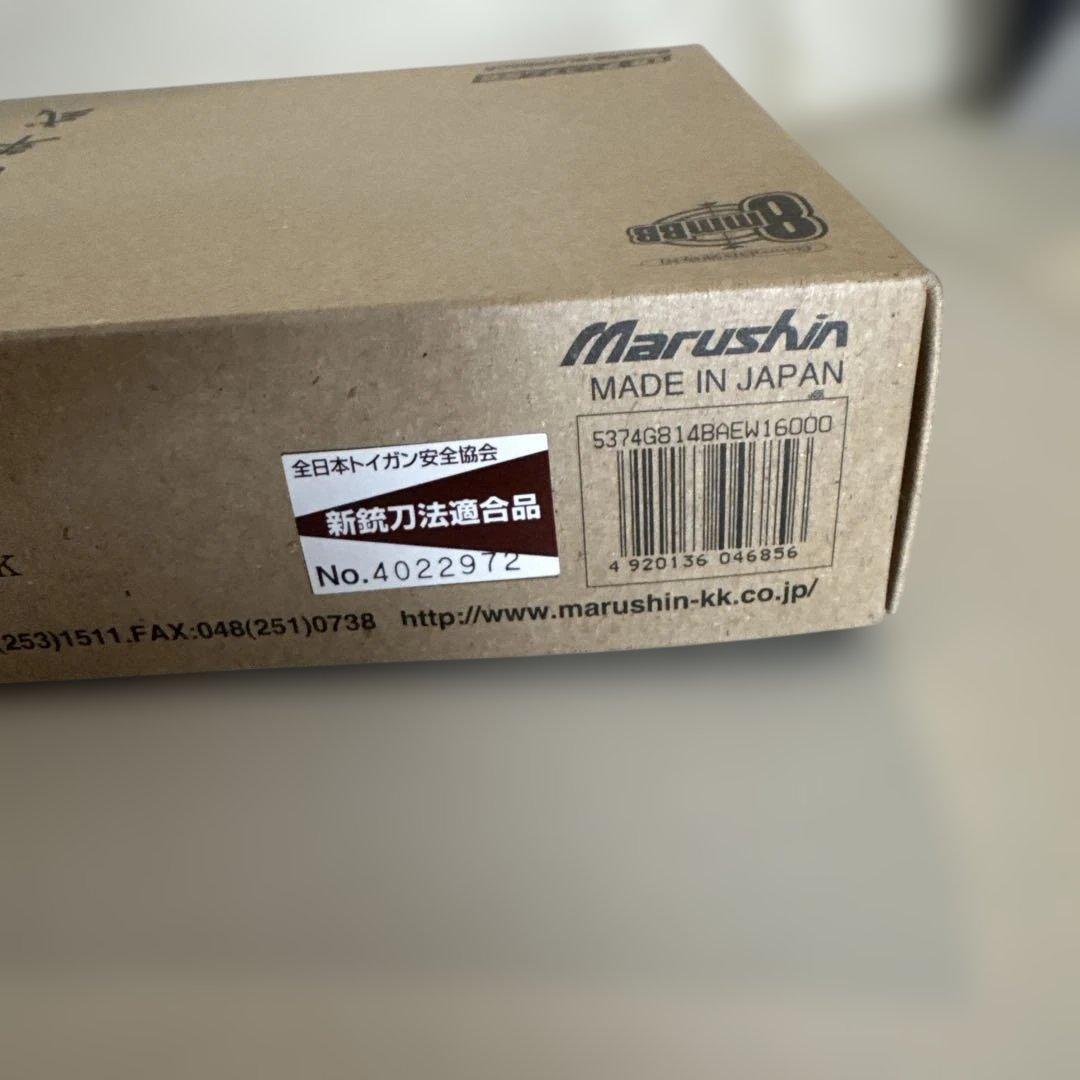 8mmBB
Marushin
MADE IN JAPAN
5374G814BAEW16000
4 920136 046856
全日本トイガン安全協会
新銃刀法適合品
No.4022972
K
(253)1511.FAX:048(251)0738 http://www.marushin-kk.co.jp/